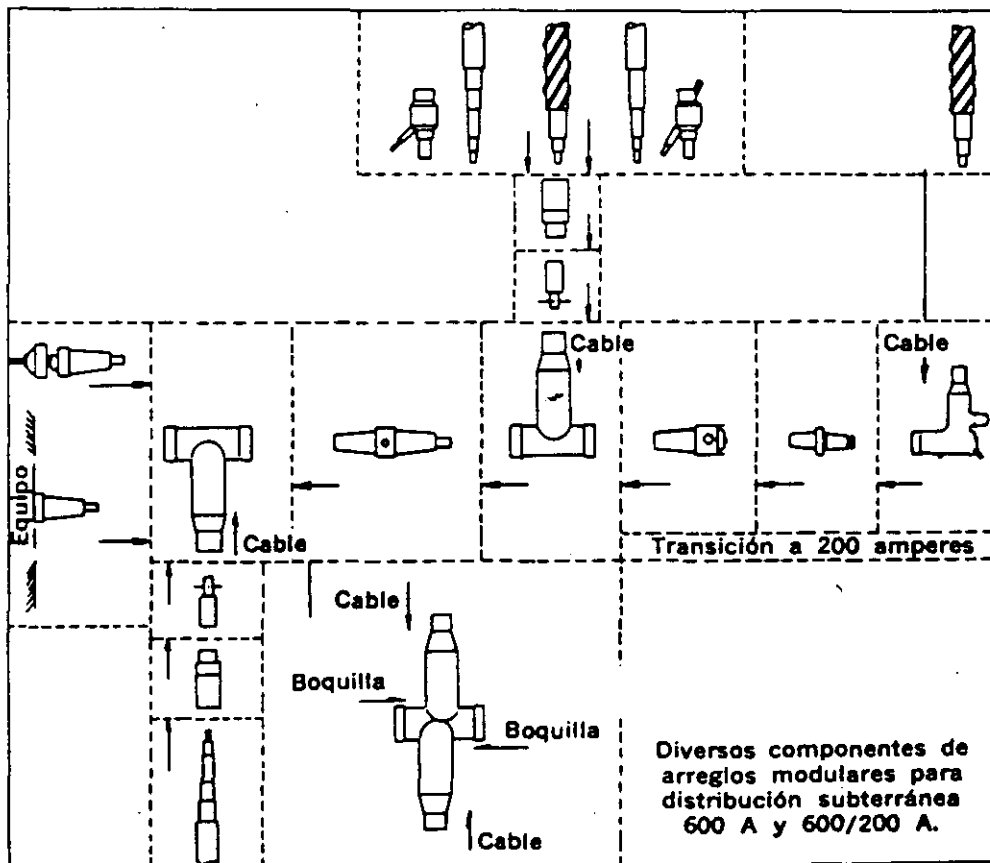 Cable
Cable
Equipo
Cable
Transición a 200 amperes
Cable
Boquilla
Boquilla
Cable
Diversos componentes de
arreglos modulares para
distribución subterránea
600 A y 600/200 A.